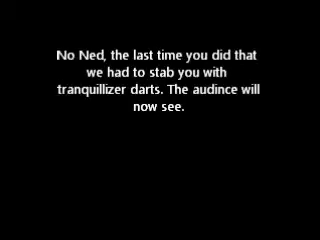 No Ned, the last time you did that
we had to stab you with
tranquillizer darts. The audince will
now see.